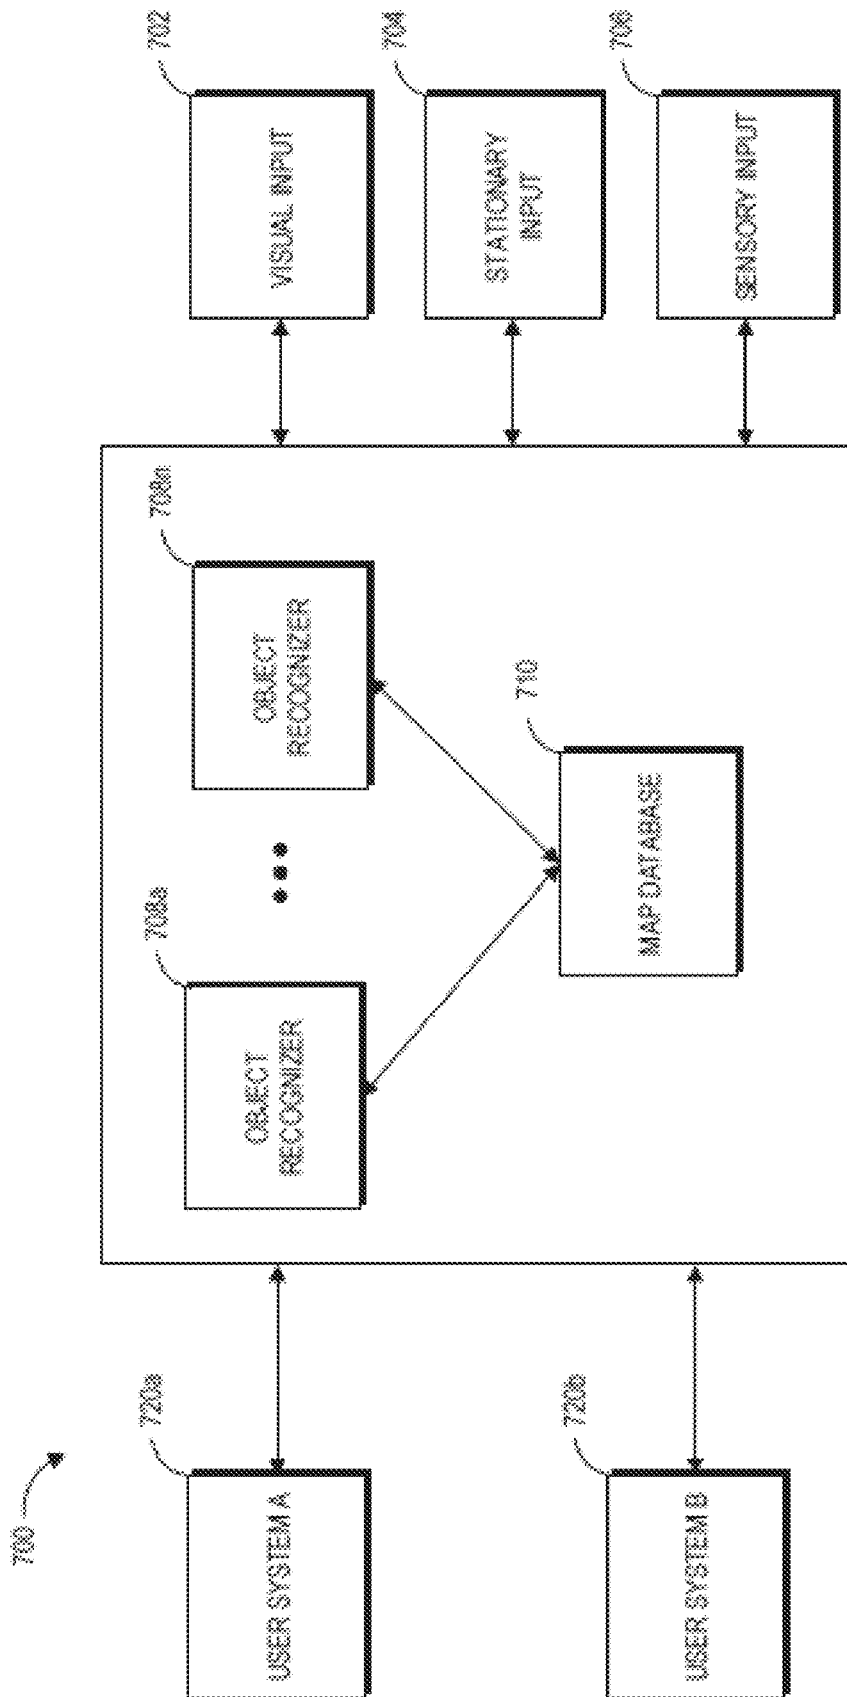 700
720a
USER SYSTEM A
720b
USER SYSTEM B
708a
OBJECT
RECOGNIZER
708n
OBJECT
RECOGNIZER
710
MAP DATABASE
702
VISUAL INPUT
704
STATIONARY
INPUT
706
SENSORY INPUT